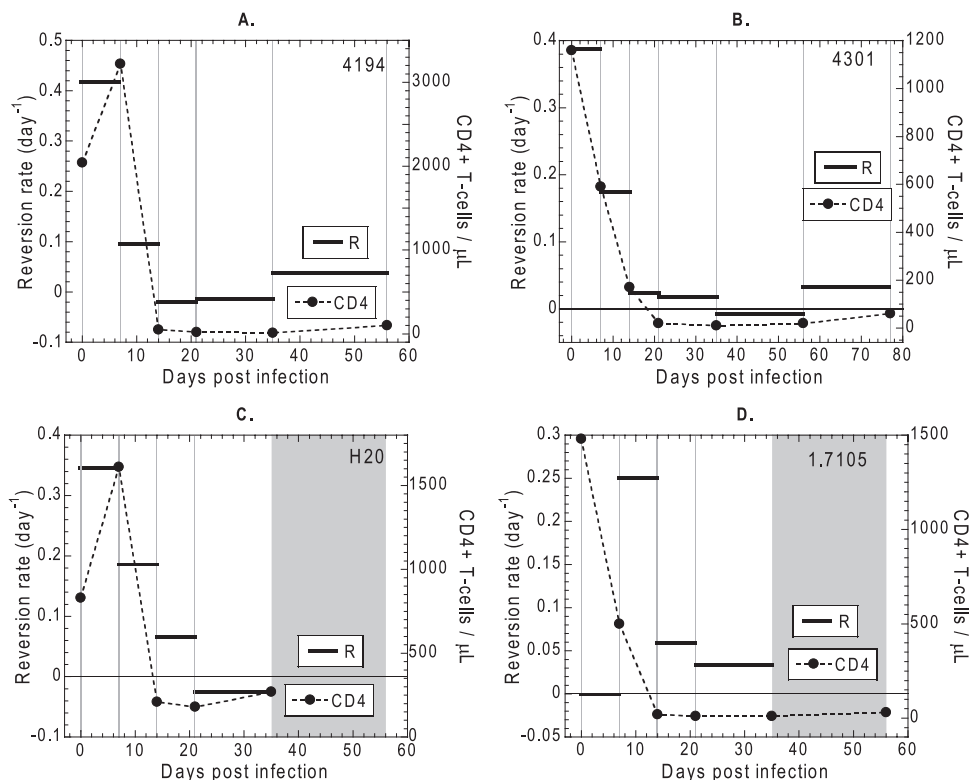 A.
4194
Reversion rate (day⁻¹)
0.5
0.4
0.3
0.2
0.1
0
-0.1
CD4+ T-cells / μL
3000
2000
1000
0
R
CD4
0 10 20 30 40 50 60
Days post infection
B.
4301
Reversion rate (day⁻¹)
0.4
0.3
0.2
0.1
0
CD4+ T-cells / μL
1200
1000
800
600
400
200
0
R
CD4
0 10 20 30 40 50 60 70 80
Days post infection
C.
H20
Reversion rate (day⁻¹)
0.4
0.3
0.2
0.1
0
-0.1
CD4+ T-cells / μL
1500
1000
500
0
R
CD4
0 10 20 30 40 50 60
Days post infection
D.
1.7105
Reversion rate (day⁻¹)
0.3
0.25
0.2
0.15
0.1
0.05
0
-0.05
CD4+ T-cells / μL
1500
1000
500
0
R
CD4
0 10 20 30 40 50 60
Days post infection